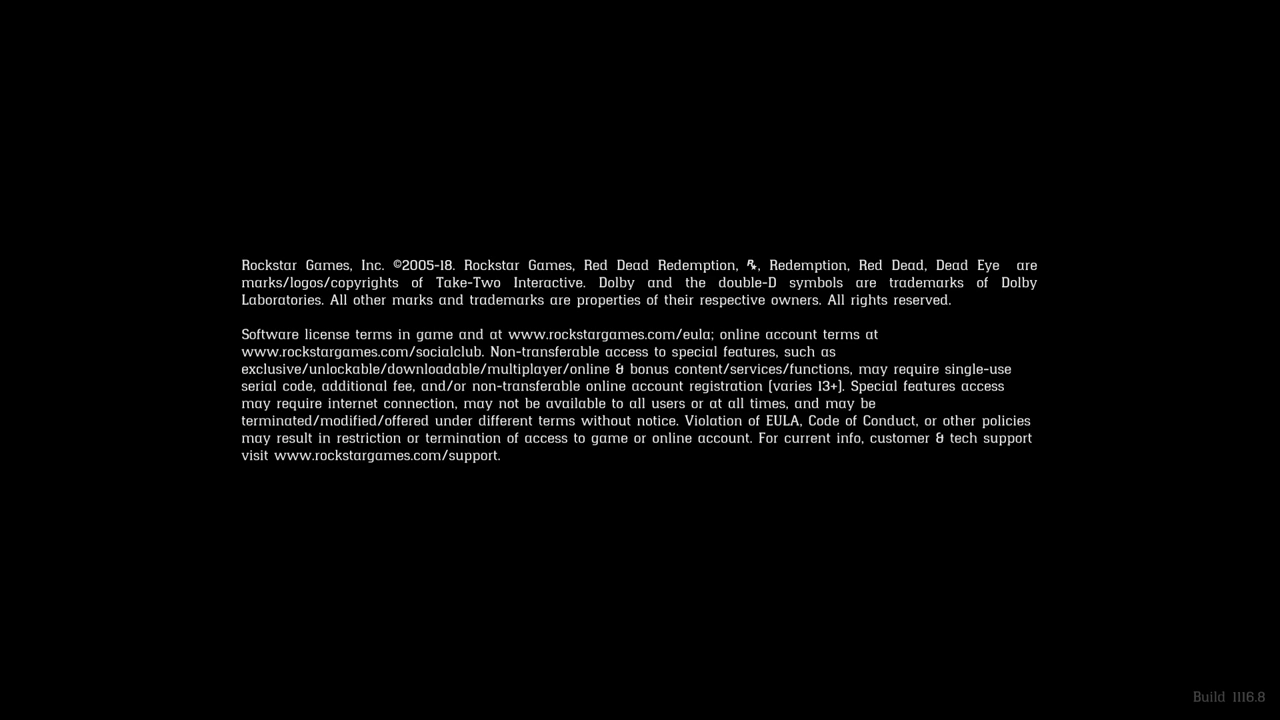 Rockstar Games, Inc. ©2005-18. Rockstar Games, Red Dead Redemption, R*, Redemption, Red Dead, Dead Eye are
marks/logos/copyrights of Take-Two Interactive. Dolby and the double-D symbols are trademarks of Dolby
Laboratories. All other marks and trademarks are properties of their respective owners. All rights reserved.
Software license terms in game and at www.rockstargames.com/eula; online account terms at
www.rockstargames.com/socialclub. Non-transferable access to special features, such as
exclusive/unlockable/downloadable/multiplayer/online & bonus content/services/functions, may require single-use
serial code, additional fee, and/or non-transferable online account registration (varies 13+). Special features access
may require internet connection, may not be available to all users or at all times, and may be
terminated/modified/offered under different terms without notice. Violation of EULA, Code of Conduct, or other policies
may result in restriction or termination of access to game or online account. For current info, customer & tech support
visit www.rockstargames.com/support.
Build 1116.8